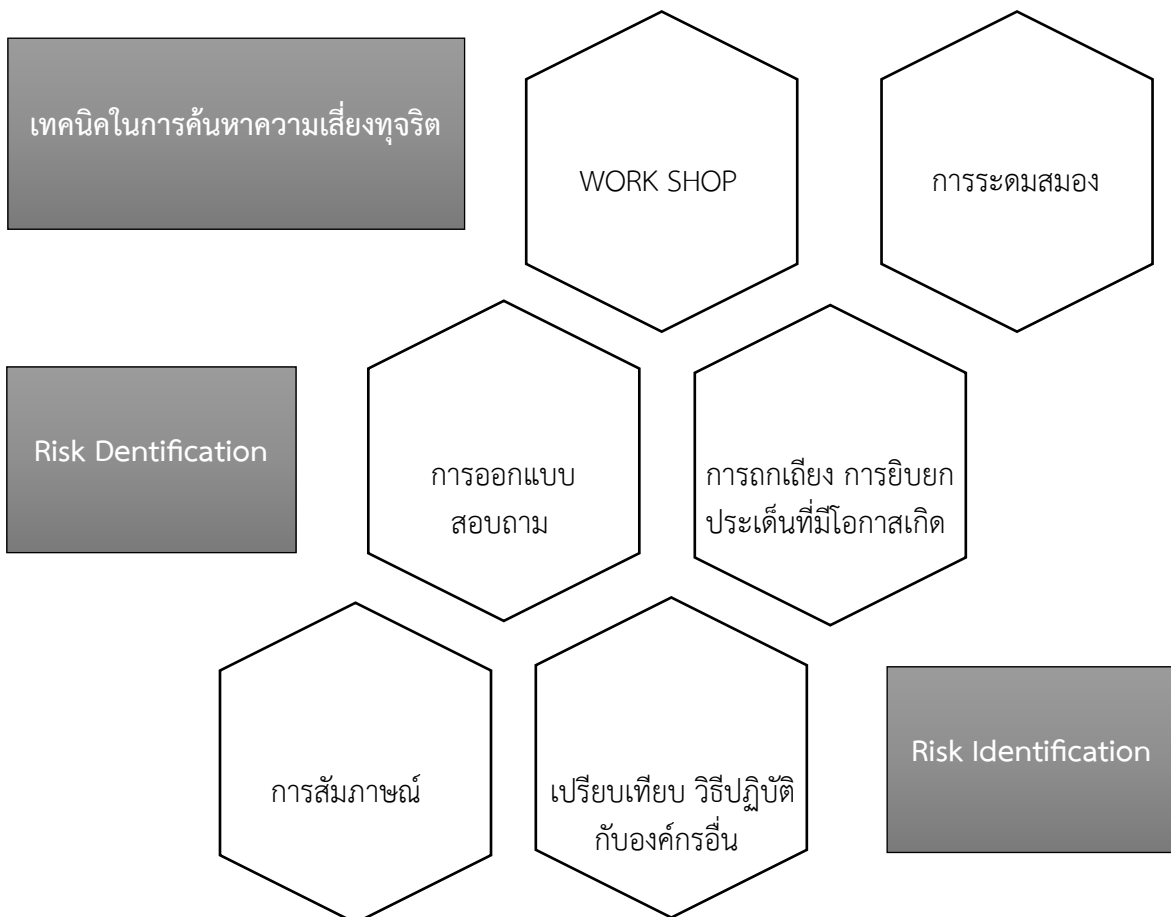 เทคนิคในการค้นหาความเสี่ยงทุจริต
WORK SHOP
การระดมสมอง
Risk Dentification
การออกแบบ
สอบถาม
การถกเถียง การยิบยก
ประเด็นที่มีโอกาสเกิด
การสัมภาษณ์
เปรียบเทียบ วิธีปฏิบัติ
กับองค์กรอื่น
Risk Identification